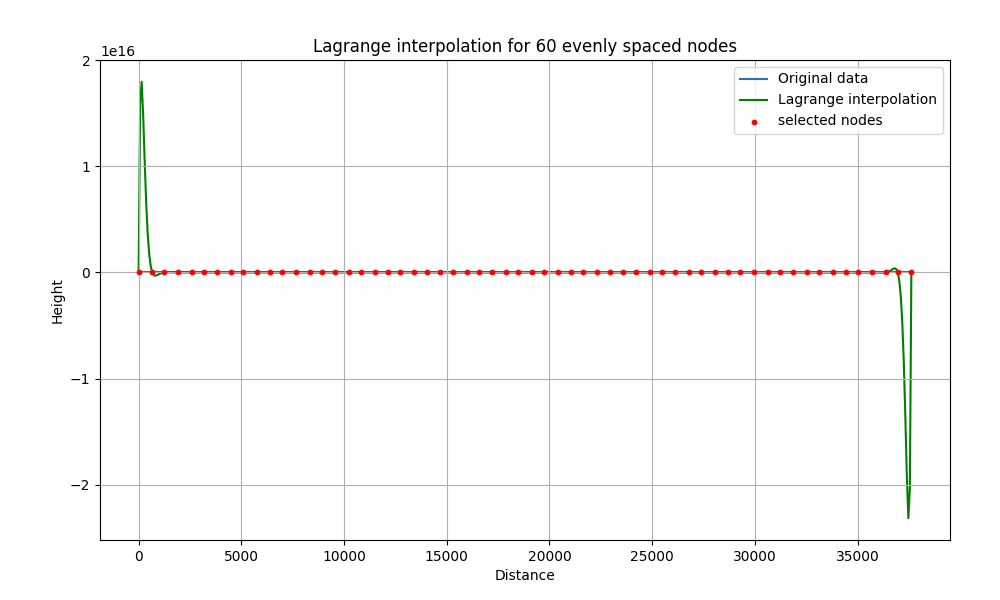 Lagrange interpolation for 60 evenly spaced nodes
1e16
Original data
Lagrange interpolation
selected nodes
2
1
0
−1
−2
Height
0 5000 10000 15000 20000 25000 30000 35000
Distance